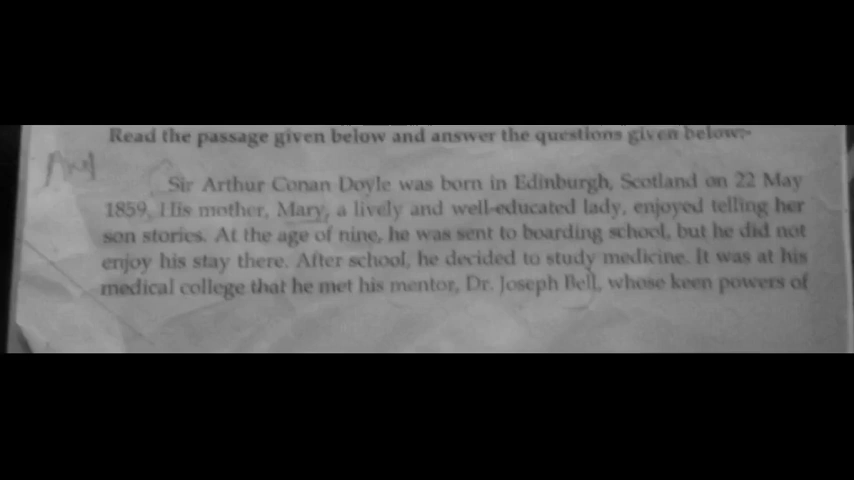 Read the passage given below and answer the questions given below:-
Sir Arthur Conan Doyle was born in Edinburgh, Scotland on 22 May
1859. His mother, Mary, a lively and well-educated lady, enjoyed telling her
son stories. At the age of nine, he was sent to boarding school, but he did not
enjoy his stay there. After school, he decided to study medicine. It was at his
medical college that he met his mentor, Dr. Joseph Bell, whose keen powers of